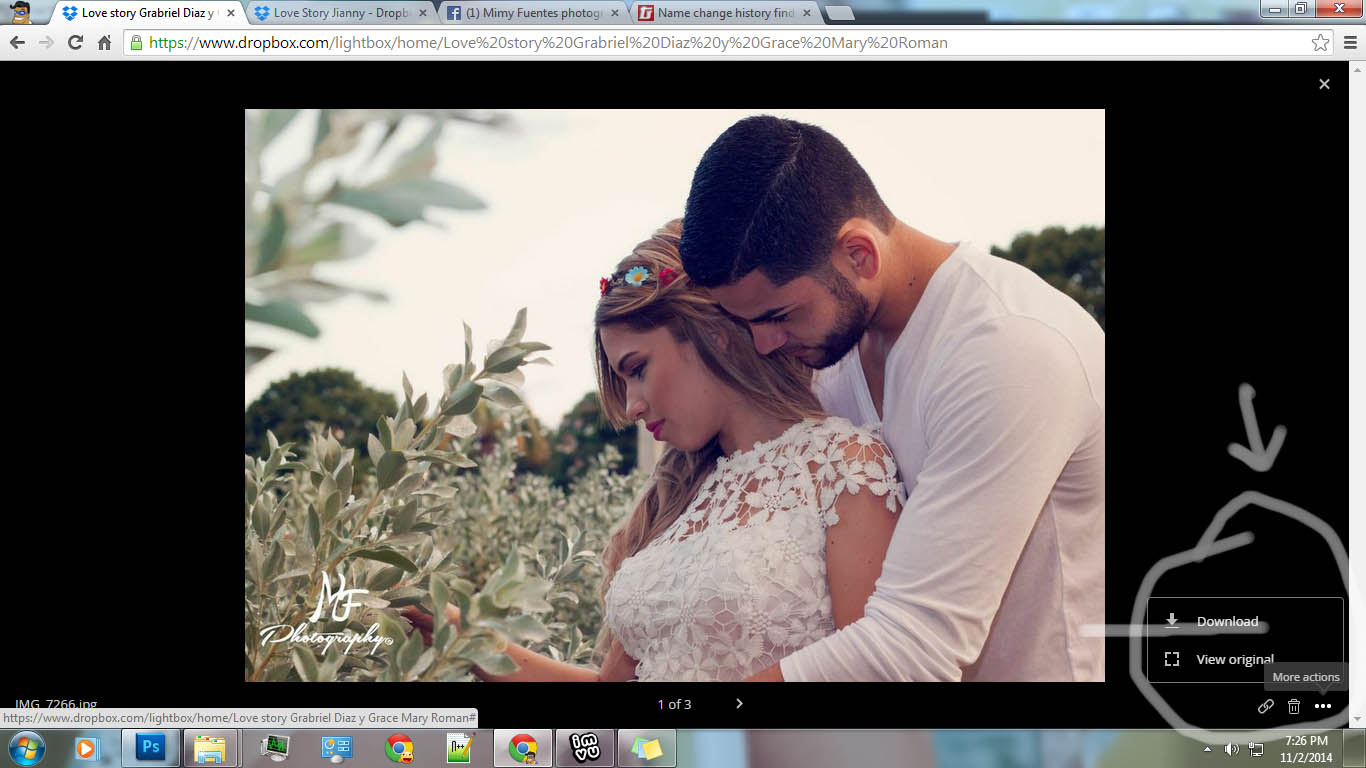 Love story Grabriel Diaz y G
Love Story Jianny - Dropb
(1) Mimy Fuentes photog
Name change history find
https://www.dropbox.com/lightbox/home/Love%20story%20Grabriel%20Diaz%20y%20Grace%20Mary%20Roman
MF
Photography©
Download
View original
More actions
IMG_7266.jpg
1 of 3
https://www.dropbox.com/lightbox/home/Love story Grabriel Diaz y Grace Mary Roman#
Ps
N++
imvu
7:26 PM
11/2/2014